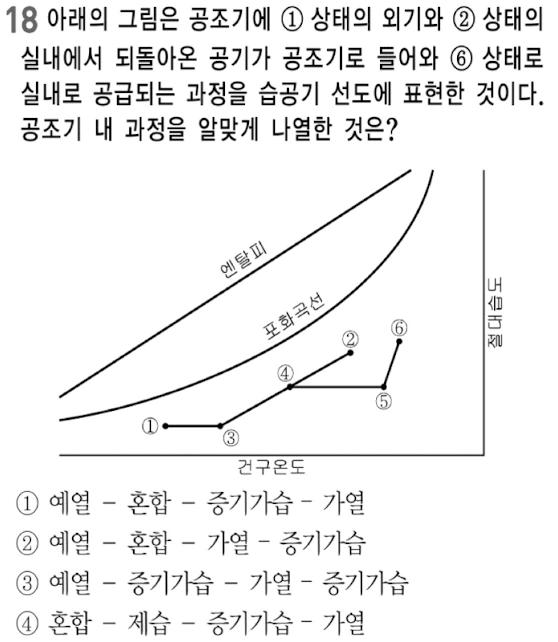 18 아래의 그림은 공조기에 ① 상태의 외기와 ② 상태의
실내에서 되돌아온 공기가 공조기로 들어와 ⑥ 상태로
실내로 공급되는 과정을 습공기 선도에 표현한 것이다.
공조기 내 과정을 알맞게 나열한 것은?
엔탈피
포화곡선
절대습도
⑥
②
④
⑤
①
③
건구온도
① 예열 - 혼합 - 증기가습 - 가열
② 예열 - 혼합 - 가열 - 증기가습
③ 예열 - 증기가습 - 가열 - 증기가습
④ 혼합 - 제습 - 증기가습 - 가열